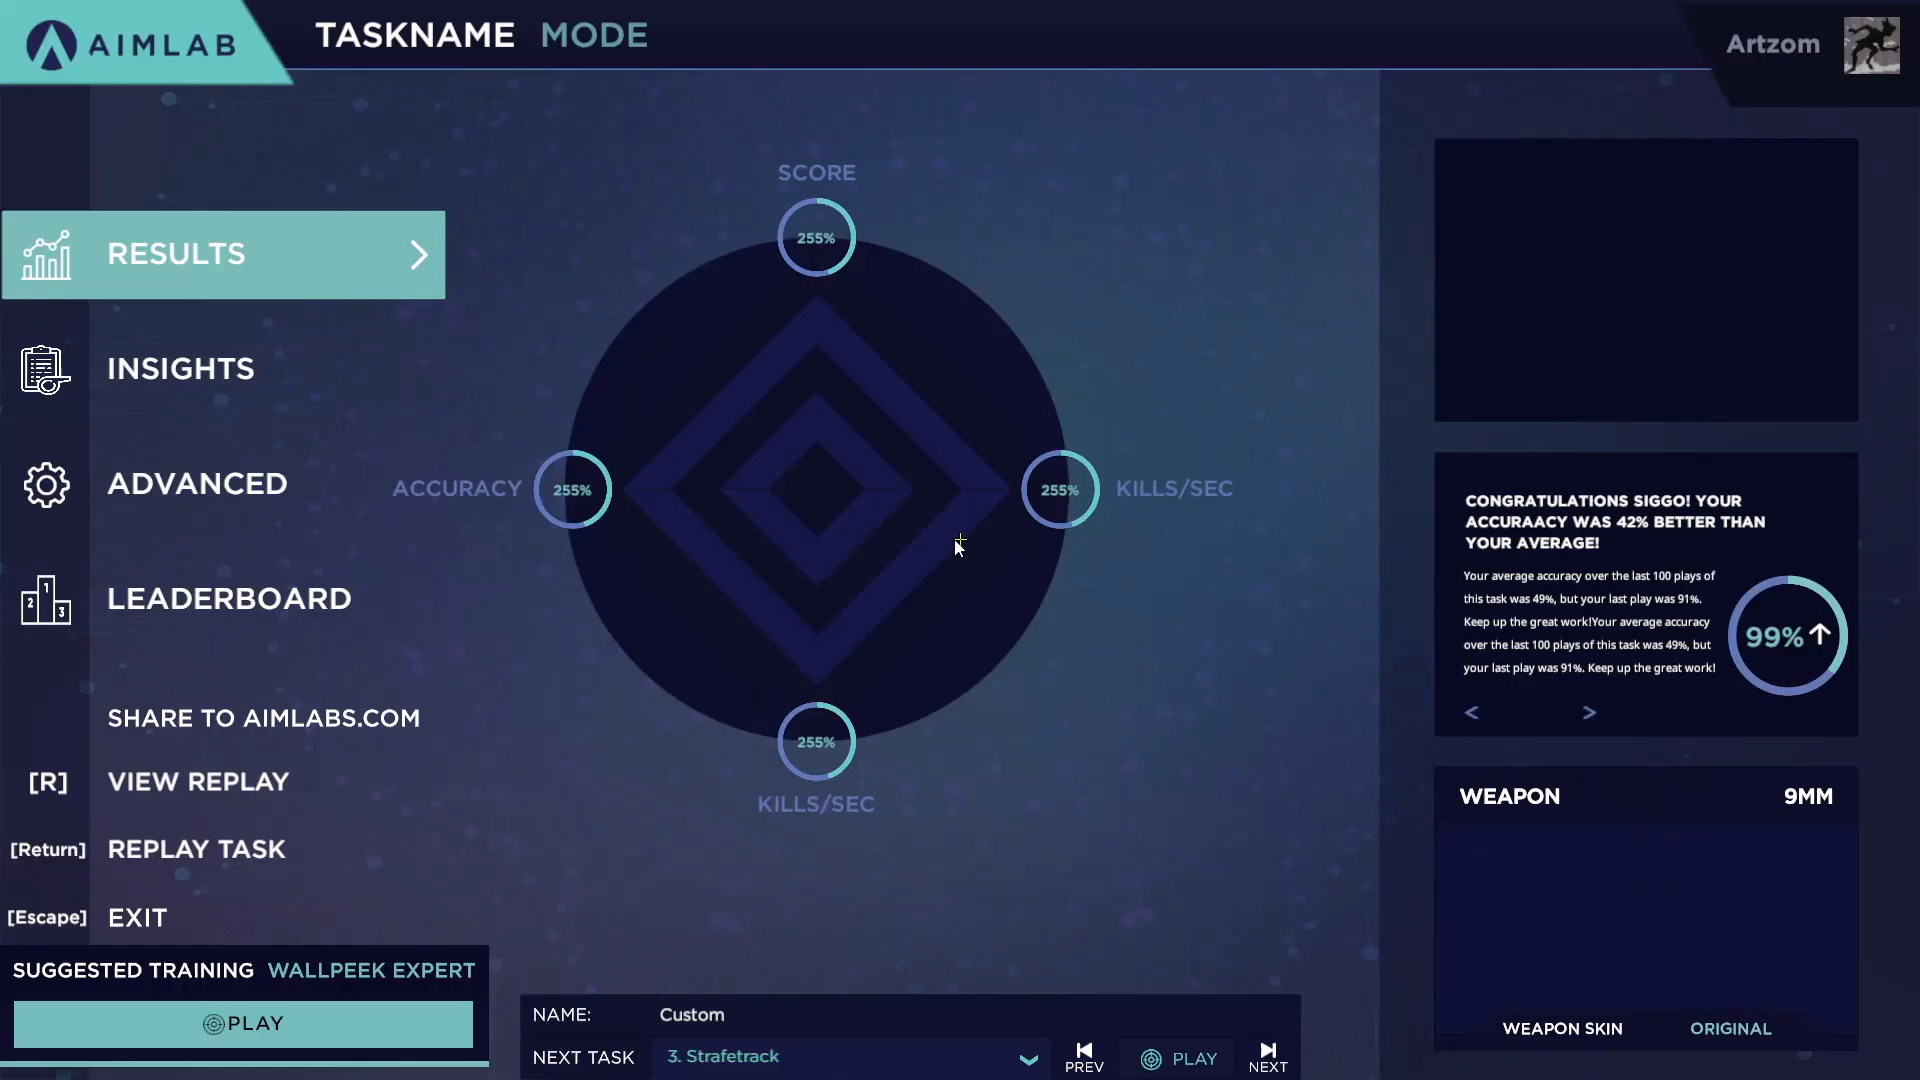 AIMLAB
TASKNAME MODE
Artzom
RESULTS
INSIGHTS
ADVANCED
1
2
3
LEADERBOARD
SHARE TO AIMLABS.COM
[R] VIEW REPLAY
[Return] REPLAY TASK
[Escape] EXIT
SUGGESTED TRAINING WALLPEEK EXPERT
PLAY
SCORE
255%
ACCURACY 255%
255% KILLS/SEC
255%
KILLS/SEC
NAME: Custom
NEXT TASK 3. Strafetrack
PREV
PLAY
NEXT
CONGRATULATIONS SIGGO! YOUR
ACCURAACY WAS 42% BETTER THAN
YOUR AVERAGE!
Your average accuracy over the last 100 plays of
this task was 49%, but your last play was 91%.
Keep up the great work!Your average accuracy
over the last 100 plays of this task was 49%, but
your last play was 91%. Keep up the great work!
99%
< >
WEAPON 9MM
WEAPON SKIN ORIGINAL